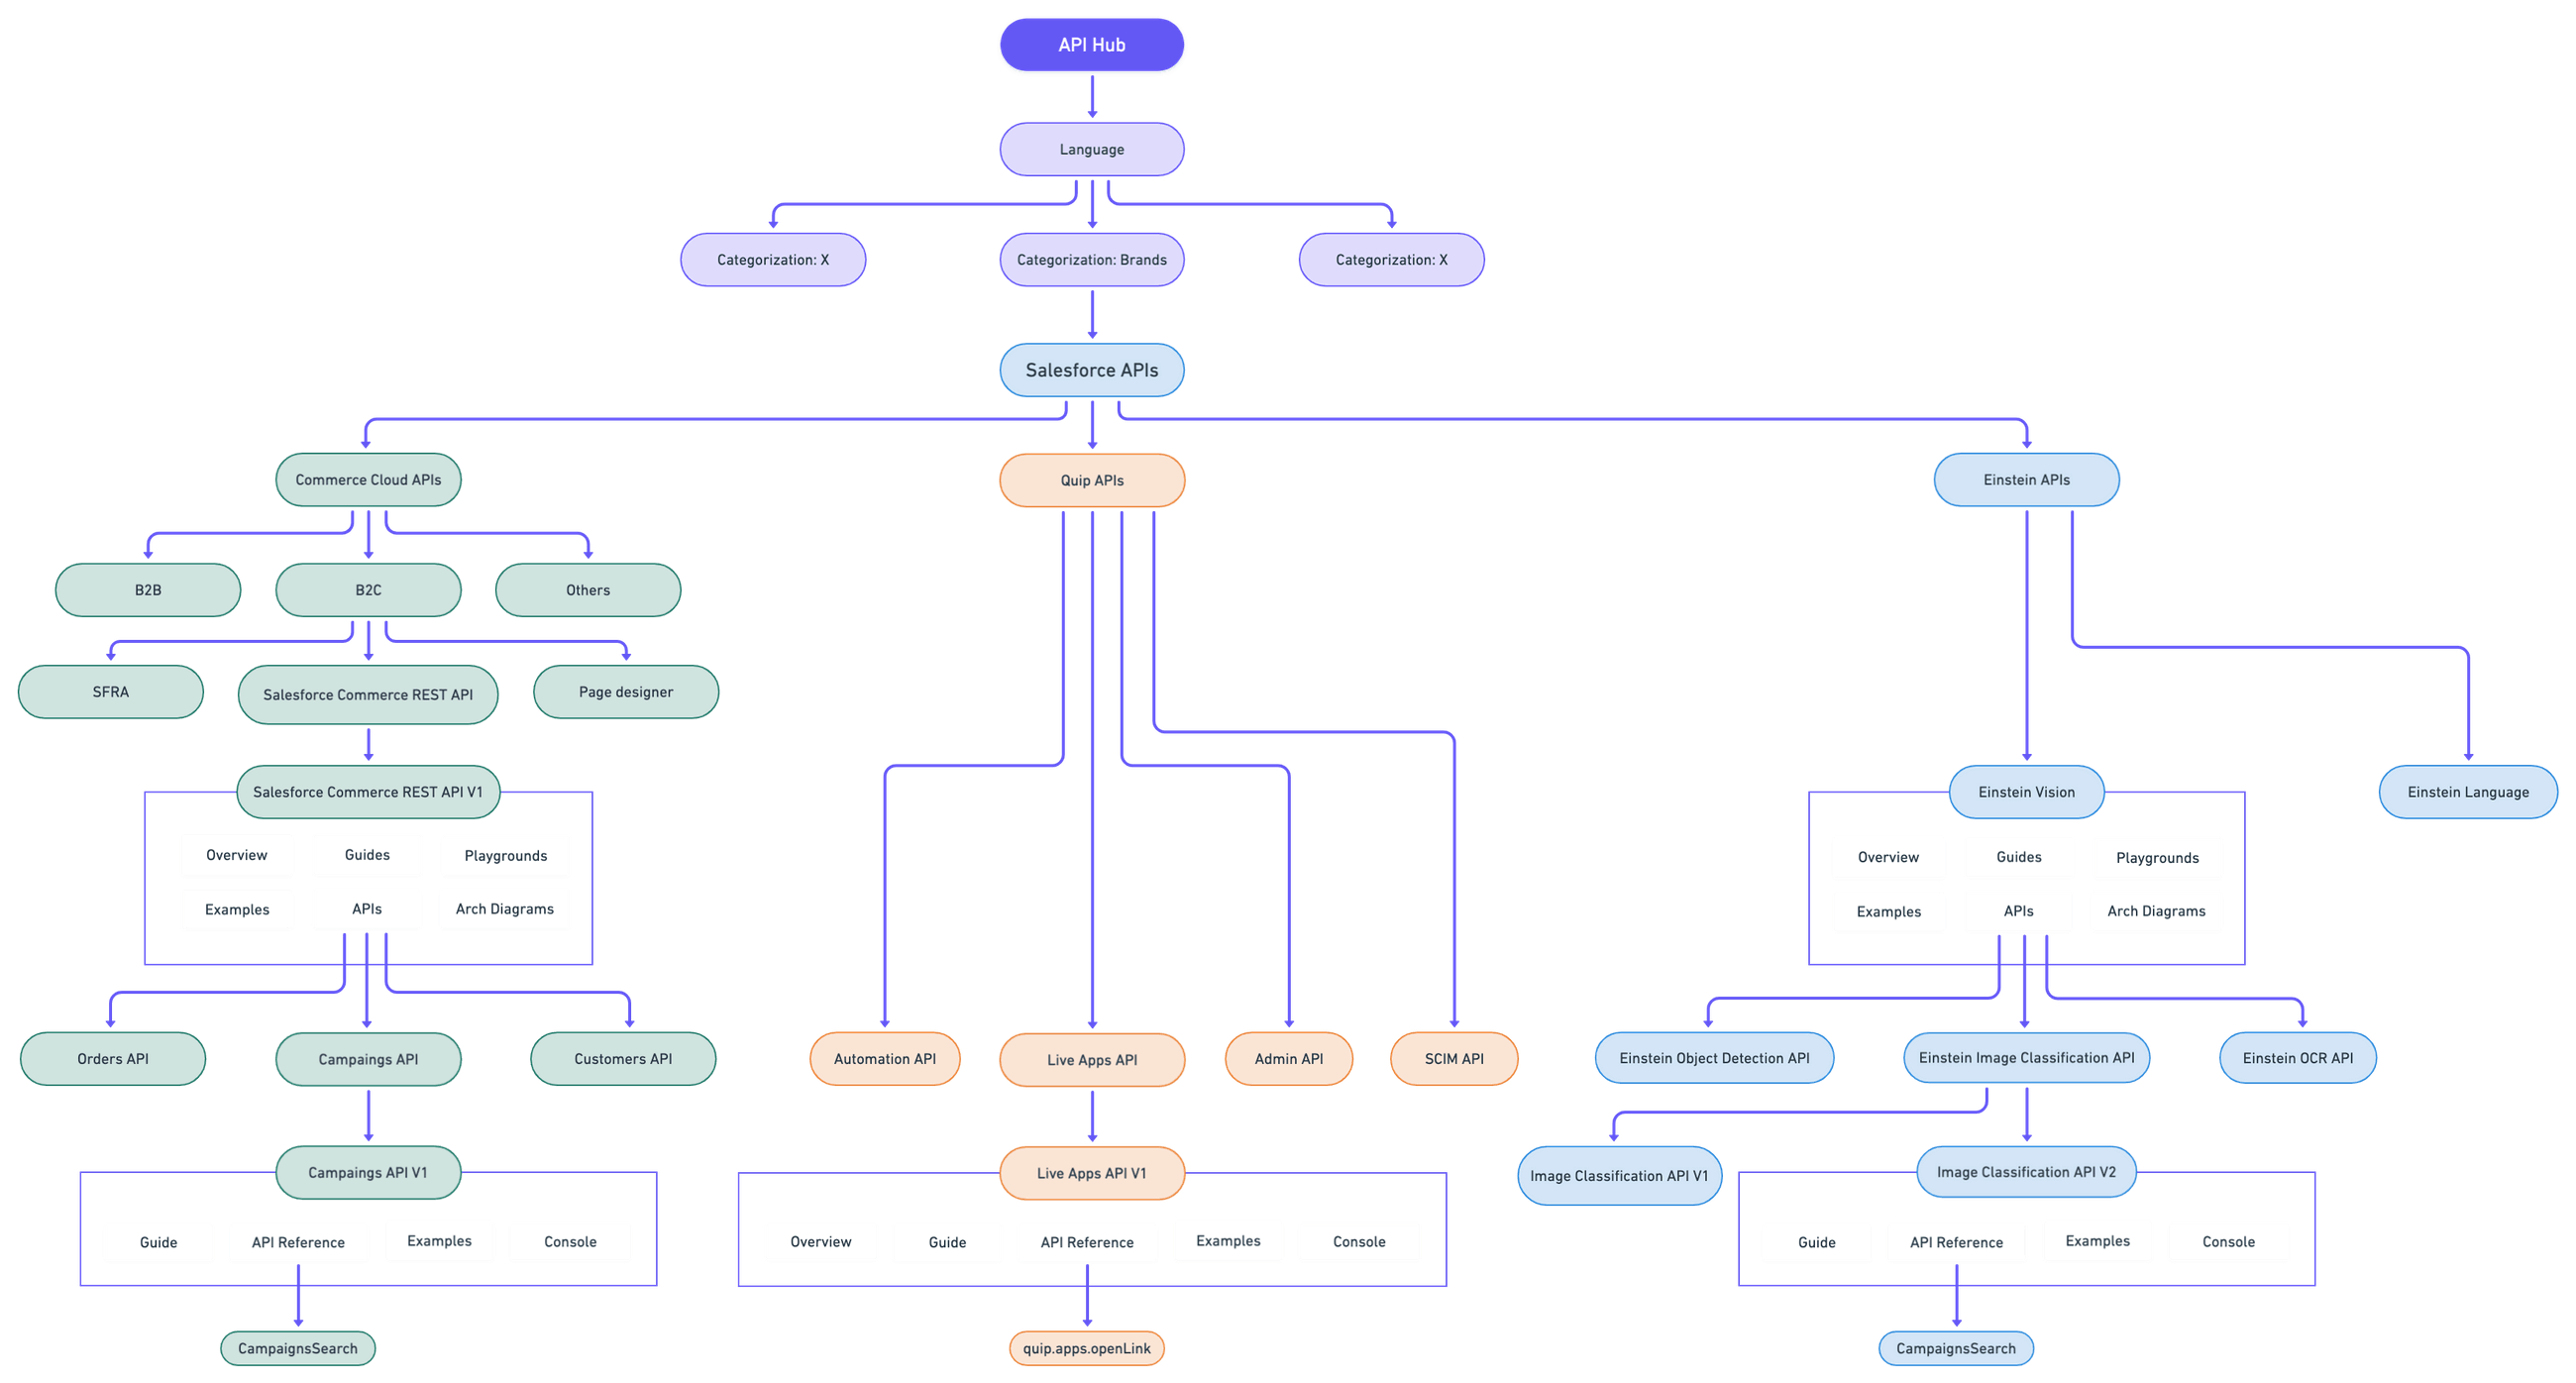 API Hub
Language
Categorization: X
Categorization: Brands
Categorization: X
Salesforce APIs
Commerce Cloud APIs
Quip APIs
Einstein APIs
B2B
B2C
Others
SFRA
Salesforce Commerce REST API
Page designer
Salesforce Commerce REST API V1
Einstein Vision
Einstein Language
Overview
Guides
Playgrounds
Overview
Guides
Playgrounds
Examples
APIs
Arch Diagrams
Examples
APIs
Arch Diagrams
Orders API
Campaings API
Customers API
Automation API
Live Apps API
Admin API
SCIM API
Einstein Object Detection API
Einstein Image Classification API
Einstein OCR API
Campaings API V1
Live Apps API V1
Image Classification API V1
Image Classification API V2
Guide
API Reference
Examples
Console
Overview
Guide
API Reference
Examples
Console
Guide
API Reference
Examples
Console
CampaignsSearch
quip.apps.openLink
CampaignsSearch